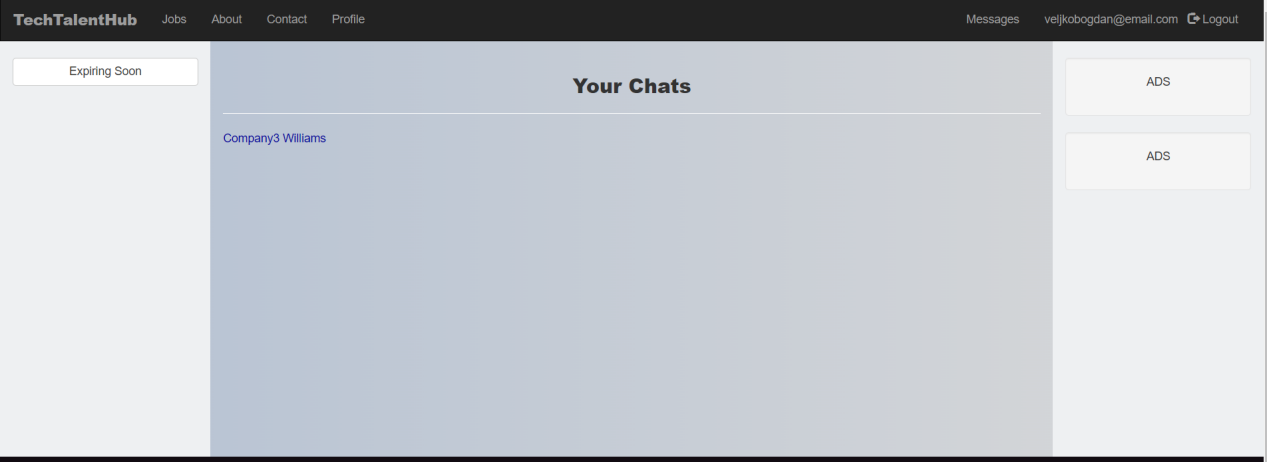 TechTalentHub Jobs About Contact Profile Messages veljkobogdan@email.com Logout
Expiring Soon
Your Chats
Company3 Williams
ADS
ADS